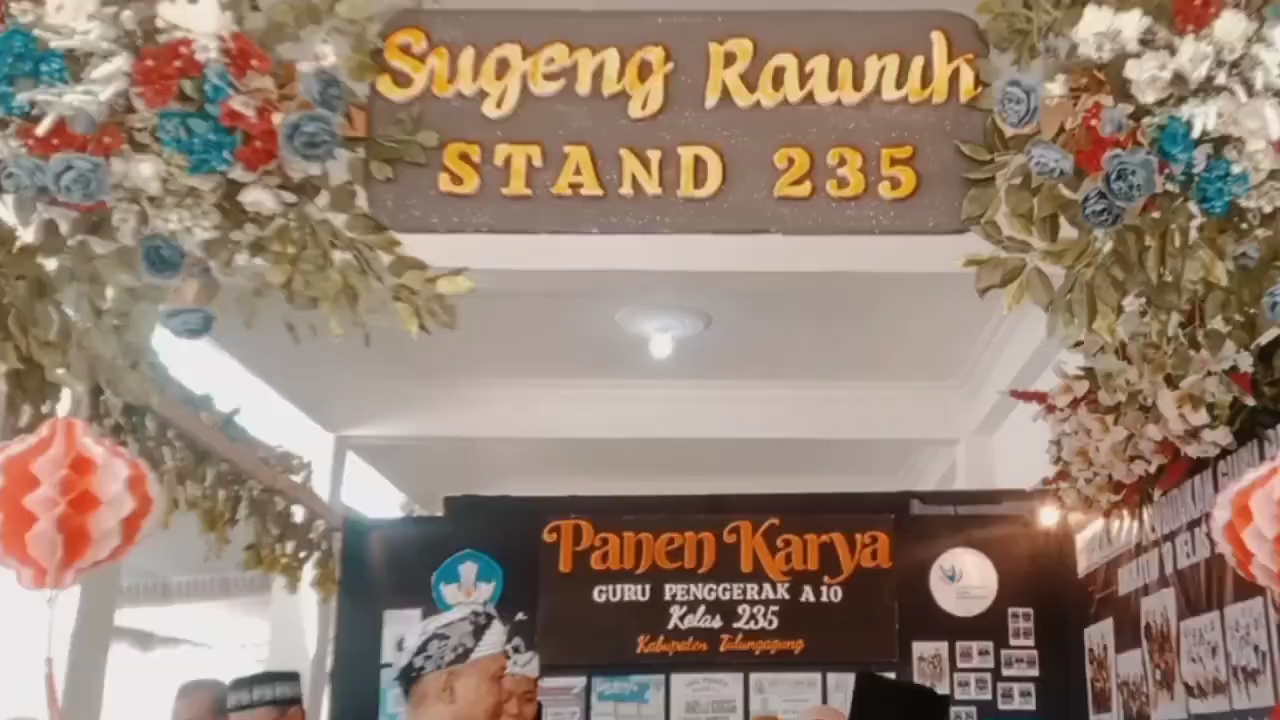 Sugeng Rawuh
STAND 235
Panen Karya
GURU PENGGERAK A 10
Kelas 235
Kabupaten Tulungagung